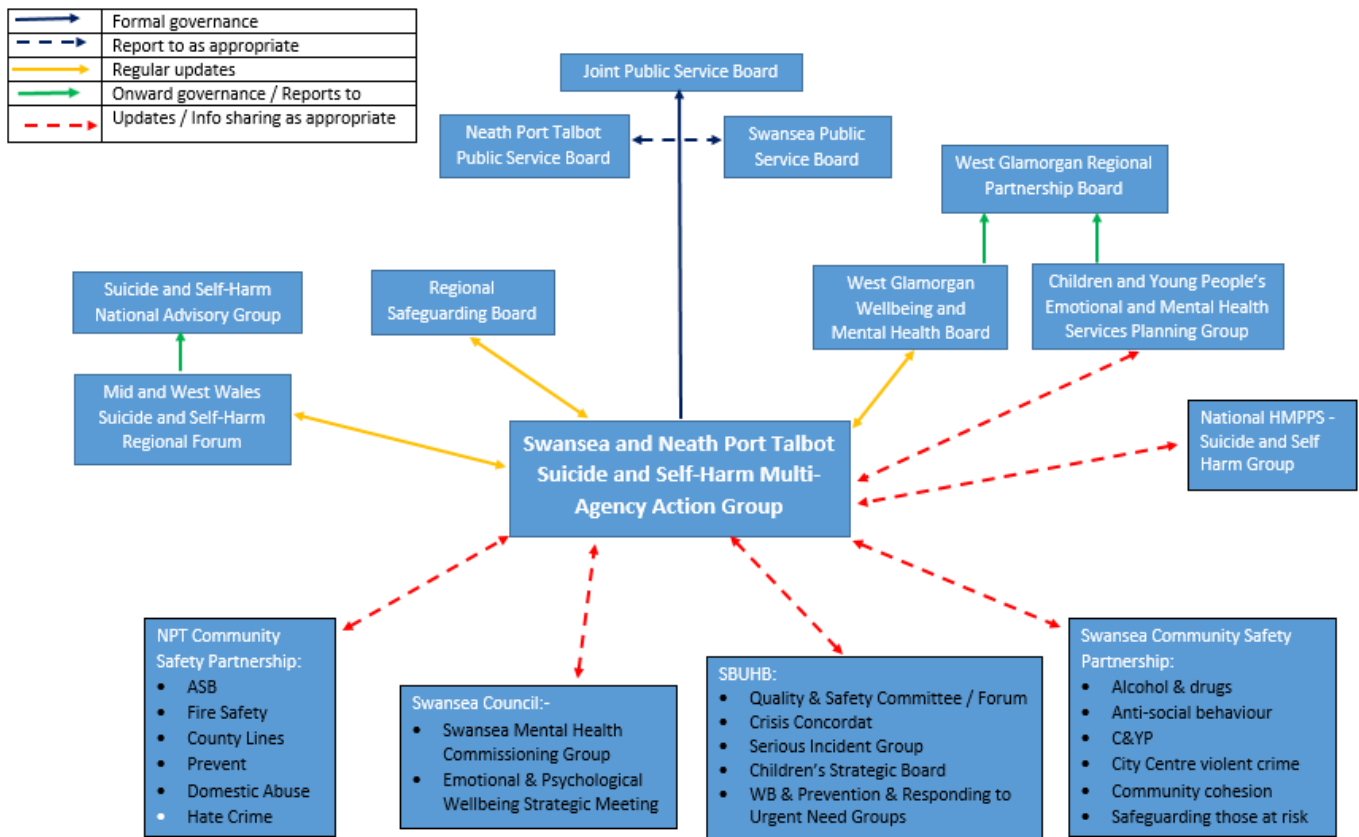 Formal governance
Report to as appropriate
Regular updates
Onward governance / Reports to
Updates / Info sharing as appropriate
Joint Public Service Board
Neath Port Talbot
Public Service Board
Swansea Public
Service Board
West Glamorgan Regional
Partnership Board
Suicide and Self-Harm
National Advisory Group
Regional
Safeguarding Board
West Glamorgan
Wellbeing and
Mental Health Board
Children and Young People's
Emotional and Mental Health
Services Planning Group
Mid and West Wales
Suicide and Self-Harm
Regional Forum
Swansea and Neath Port Talbot
Suicide and Self-Harm Multi-
Agency Action Group
National HMPPS -
Suicide and Self
Harm Group
NPT Community
Safety Partnership:
• ASB
• Fire Safety
• County Lines
• Prevent
• Domestic Abuse
• Hate Crime
Swansea Council:-
• Swansea Mental Health
Commissioning Group
• Emotional & Psychological
Wellbeing Strategic Meeting
SBUHB:
• Quality & Safety Committee / Forum
• Crisis Concordat
• Serious Incident Group
• Children's Strategic Board
• WB & Prevention & Responding to
Urgent Need Groups
Swansea Community Safety
Partnership:
• Alcohol & drugs
• Anti-social behaviour
• C&YP
• City Centre violent crime
• Community cohesion
• Safeguarding those at risk